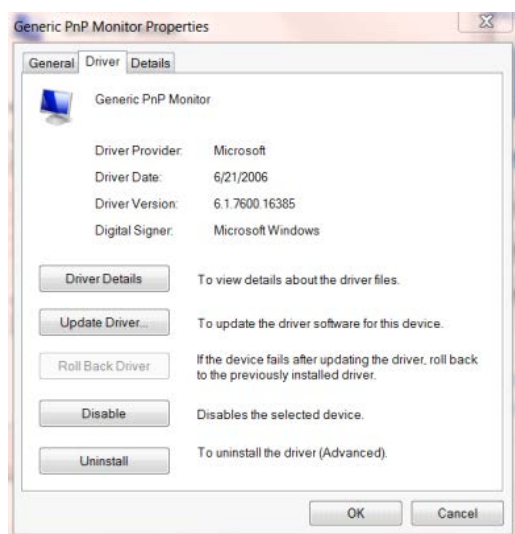 Generic PnP Monitor Properties
General Driver Details
Generic PnP Monitor
Driver Provider: Microsoft
Driver Date: 6/21/2006
Driver Version: 6.1.7600.16385
Digital Signer: Microsoft Windows
Driver Details To view details about the driver files.
Update Driver... To update the driver software for this device.
Roll Back Driver If the device fails after updating the driver, roll back
to the previously installed driver.
Disable Disables the selected device.
Uninstall To uninstall the driver (Advanced).
OK Cancel